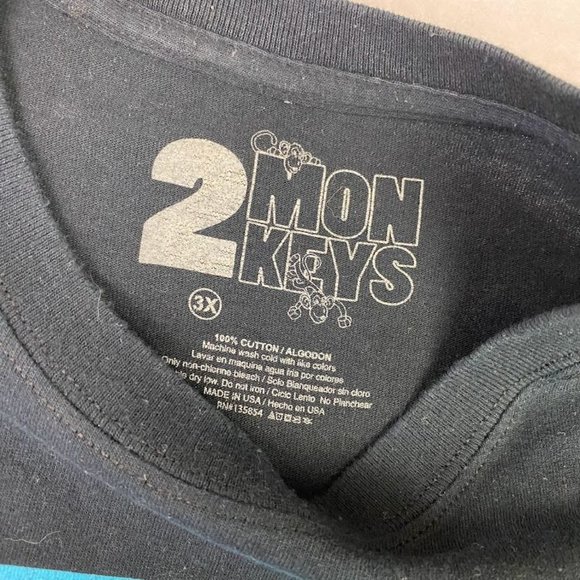 2 MON
KEYS
3X
100% CUTTON / ALGODON
Machine wash cold with like colors
Lavar en maquina agua fria por colores
Only non-chlorine bleach / Solo Blanqueador sin cloro
dry low. Do not iron / Ciclo Lento No Planchear
MADE IN USA / Hecho en USA
RN#135854